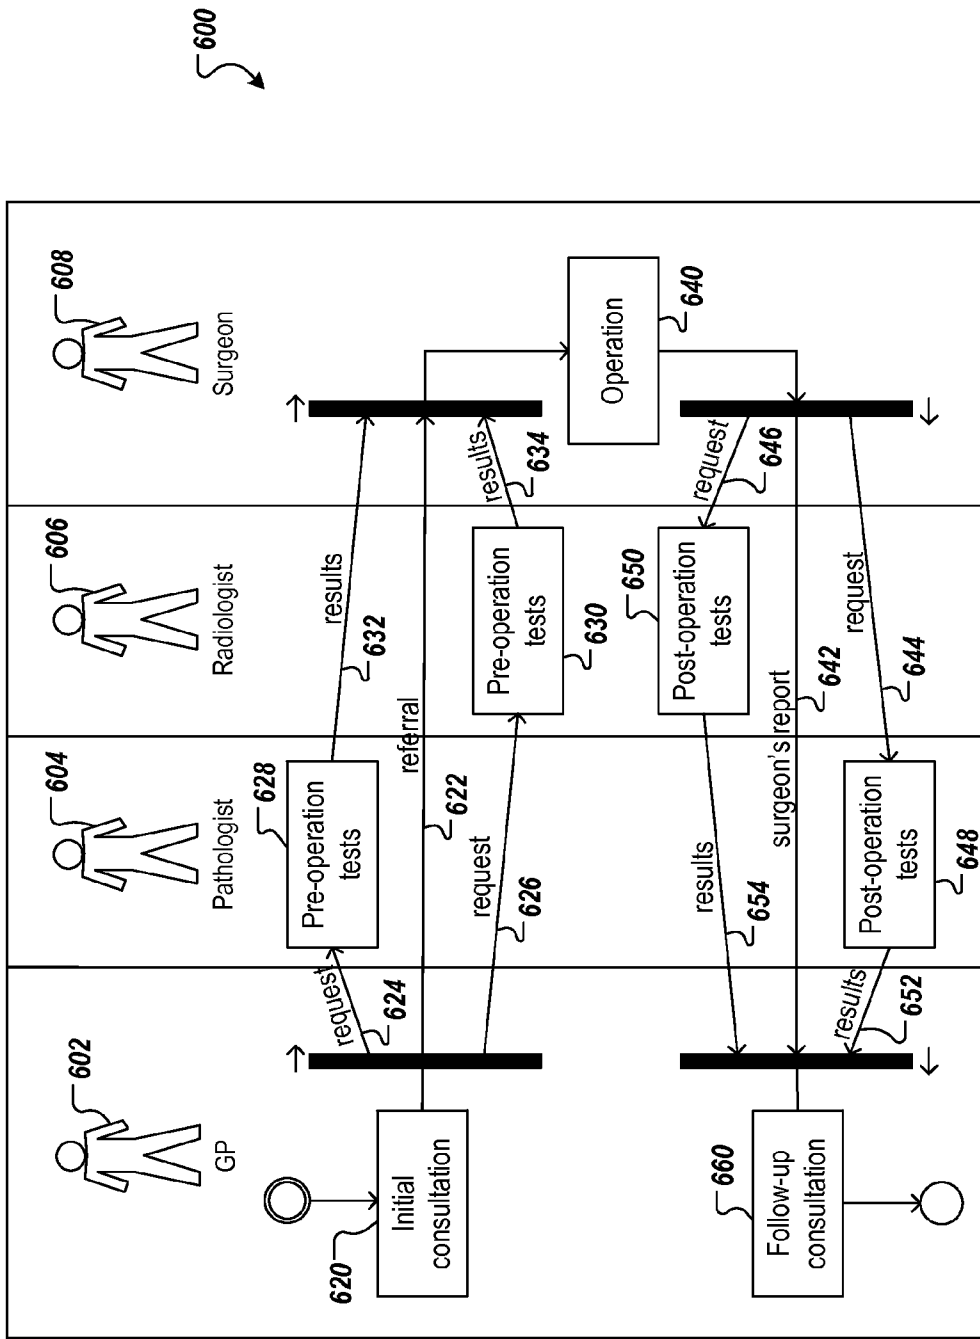 600
602
GP
604
Pathologist
606
Radiologist
608
Surgeon
620
Initial
consultation
request
624
628
Pre-operation
tests
results
632
referral
622
request
626
Pre-operation
tests
630
results
634
Operation
640
request
646
650
Post-operation
tests
surgeon's report
642
request
644
results
654
Post-operation
tests
648
results
652
660
Follow-up
consultation